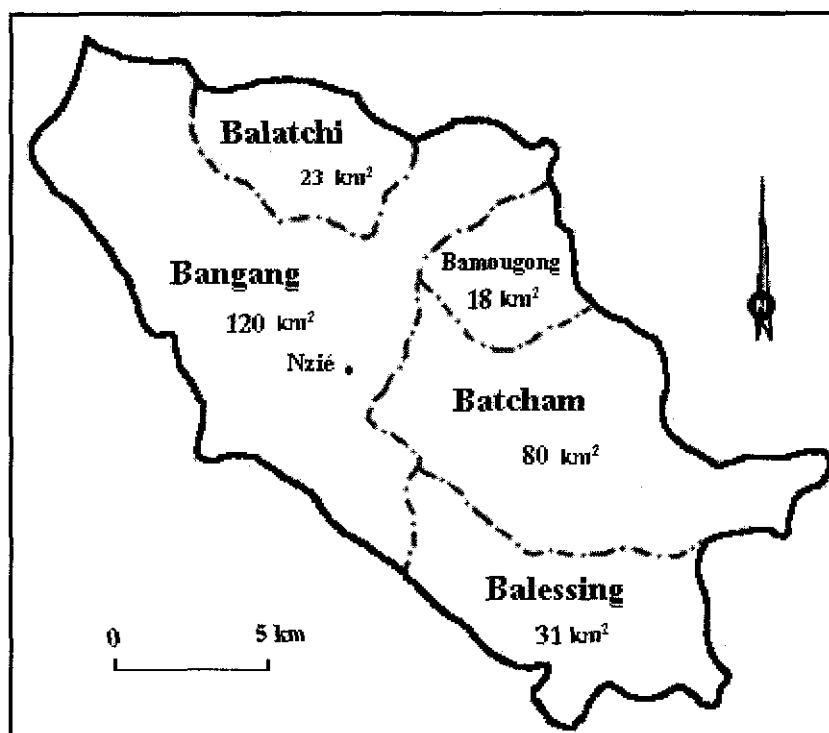 Balatchi
23 km²
Bamougong
18 km²
Bangang
120 km²
Nzié
Batcham
80 km²
Balessing
31 km²
0 5 km
N